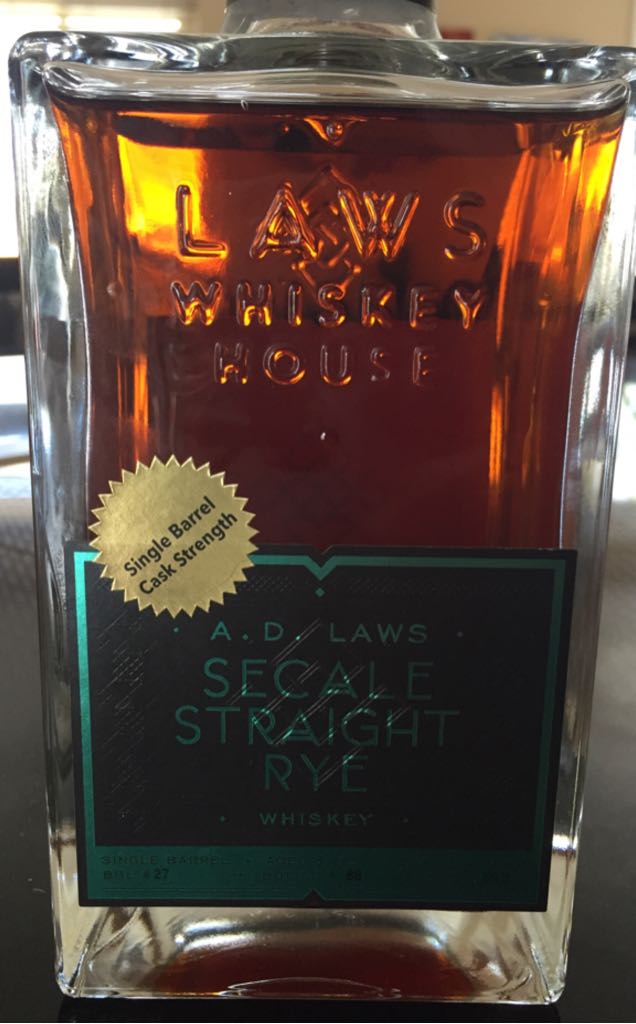 LAWS
WHISKEY
HOUSE
Single Barrel
Cask Strength
· A.D. LAWS ·
SECALE
STRAIGHT
RYE
· WHISKEY ·
SINGLE BARREL
BBL #27